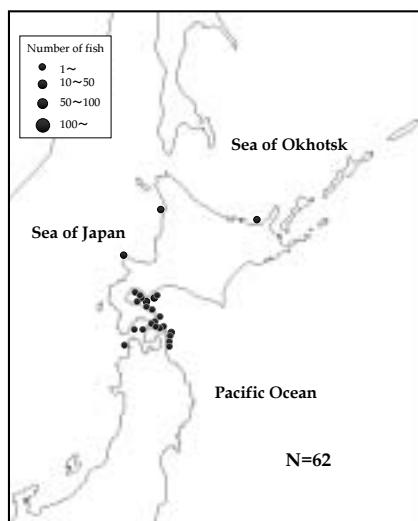 Number of fish
1～
10～50
50～100
100～
Sea of Okhotsk
Sea of Japan
Pacific Ocean
N=62